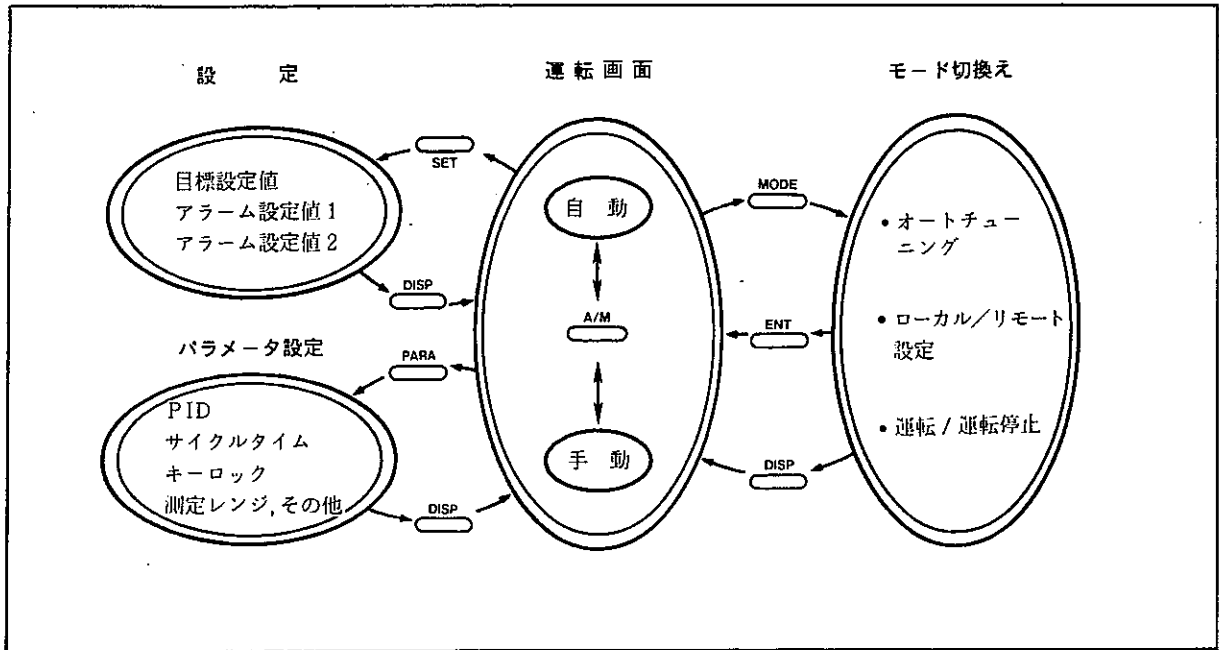 設 定
運転画面
モード切換え
SET
目標設定値
アラーム設定値1
アラーム設定値2
DISP
パラメータ設定
PARA
PID
サイクルタイム
キーロック
測定レンジ,その他
DISP
自 動
A/M
手 動
MODE
ENT
DISP
• オートチュー
ニング
• ローカル/リモート
設定
• 運転/運転停止